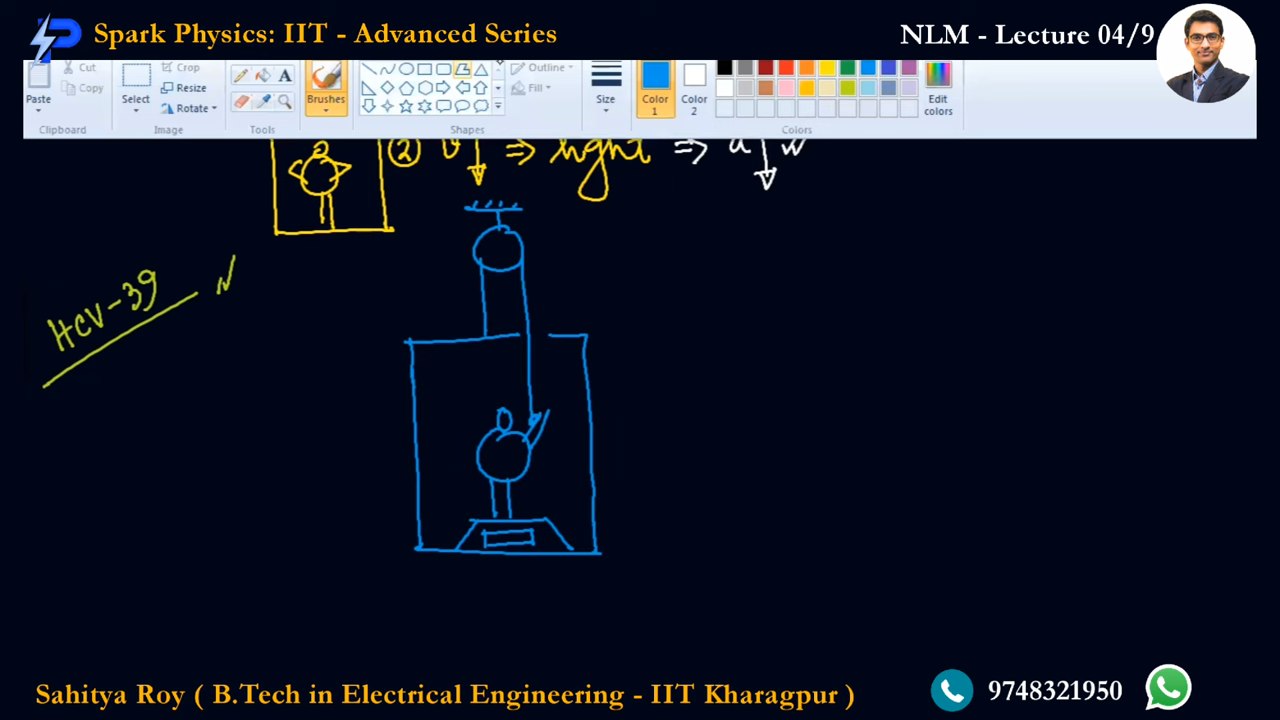 Spark Physics: IIT - Advanced Series
NLM - Lecture 04/9
Paste
Cut
Copy
Clipboard
Select
Crop
Resize
Rotate
Image
A
Tools
Brushes
Outline
Fill
Shapes
Size
Color 1
Color 2
Edit colors
Colors
② v ⇒ light ⇒ a
HCV-39
Sahitya Roy ( B.Tech in Electrical Engineering - IIT Kharagpur )
9748321950